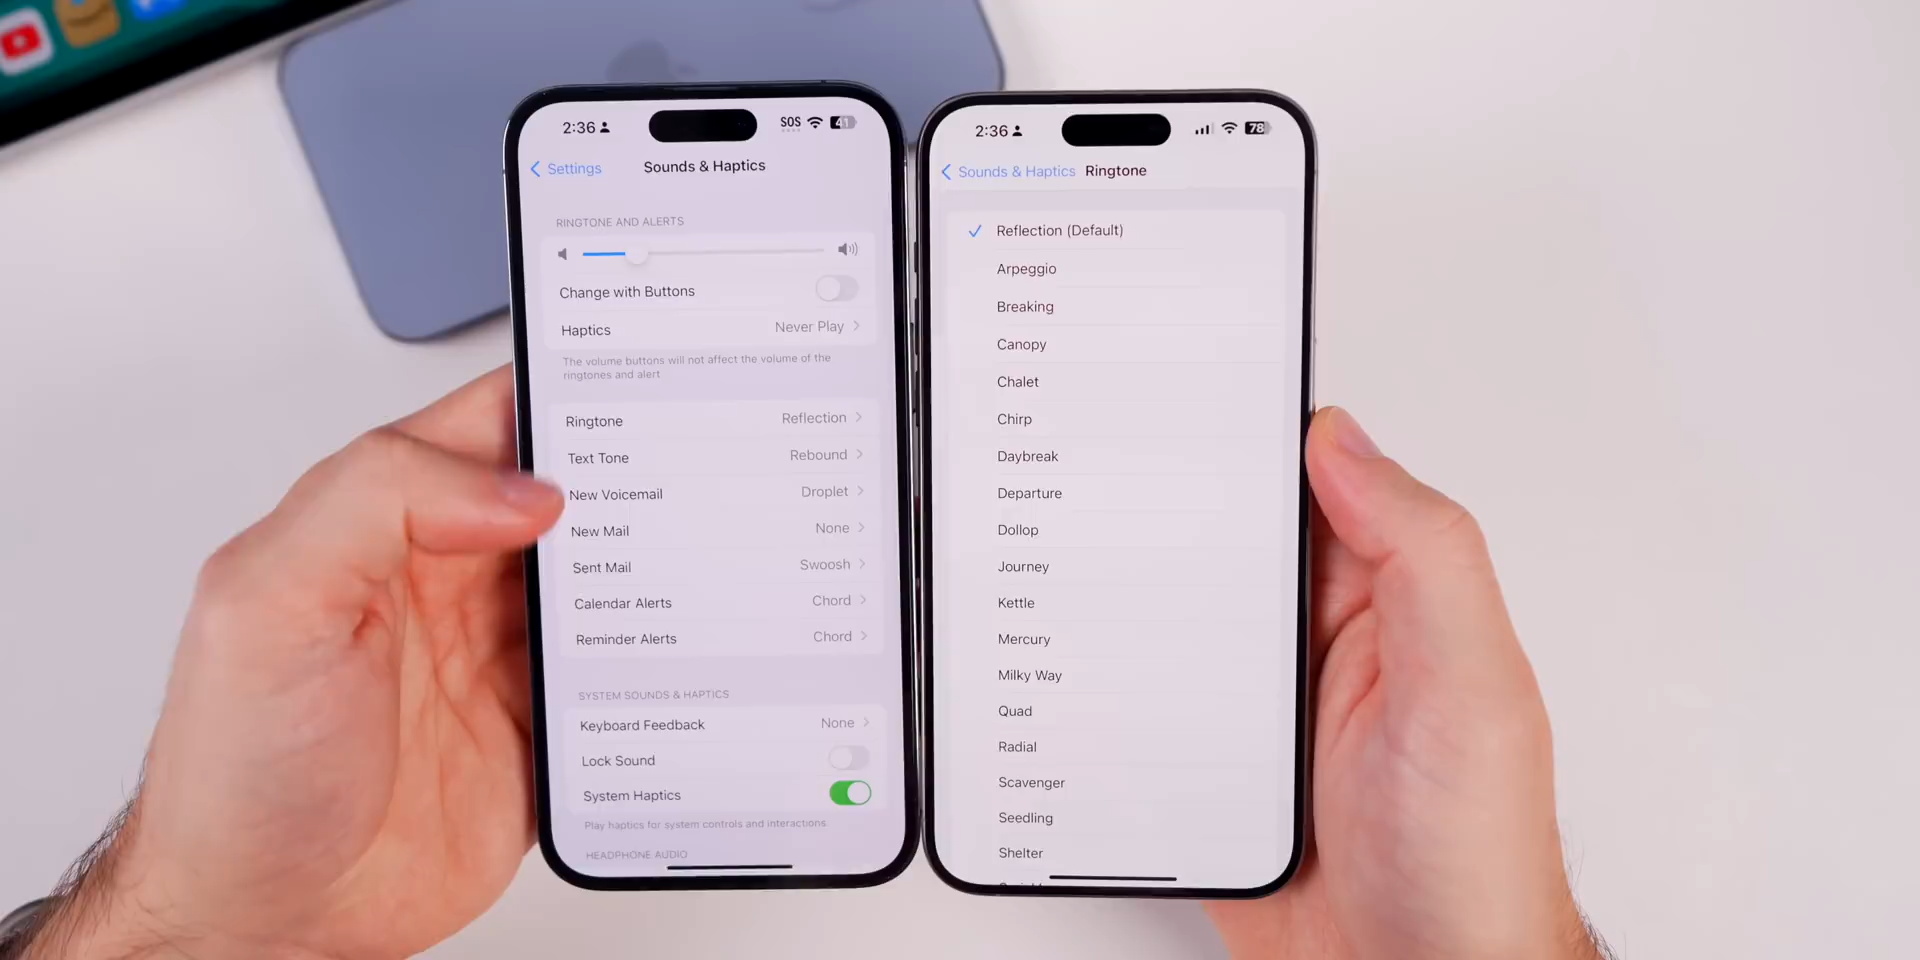 2:36
SOS
41
Settings
Sounds & Haptics
RINGTONE AND ALERTS
Change with Buttons
Haptics
Never Play
The volume buttons will not affect the volume of the
ringtones and alert
Ringtone
Reflection
Text Tone
Rebound
New Voicemail
Droplet
New Mail
None
Sent Mail
Swoosh
Calendar Alerts
Chord
Reminder Alerts
Chord
SYSTEM SOUNDS & HAPTICS
Keyboard Feedback
None
Lock Sound
System Haptics
Play haptics for system controls and interactions.
HEADPHONE AUDIO
2:36
78
Sounds & Haptics
Ringtone
Reflection (Default)
Arpeggio
Breaking
Canopy
Chalet
Chirp
Daybreak
Departure
Dollop
Journey
Kettle
Mercury
Milky Way
Quad
Radial
Scavenger
Seedling
Shelter